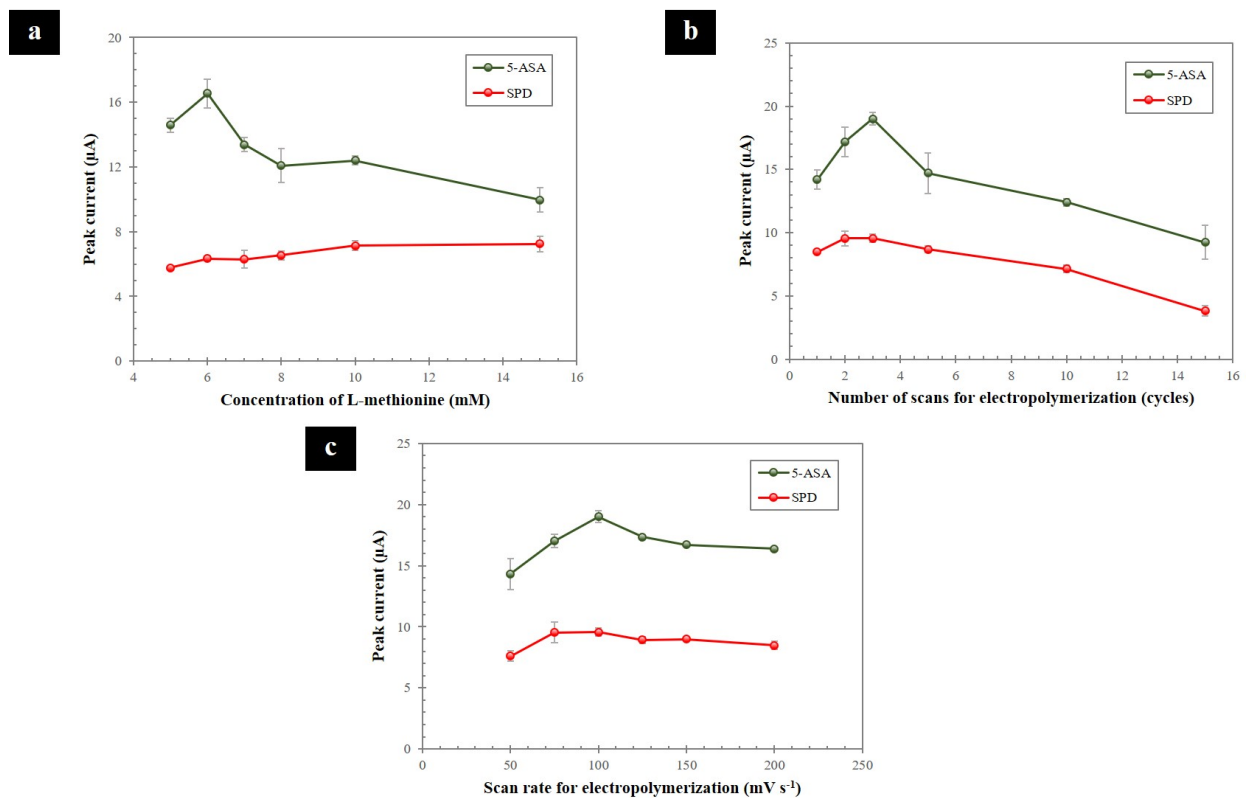 a
20
16
12
8
4
0
Peak current (µA)
4 6 8 10 12 14 16
Concentration of L-methionine (mM)
5-ASA
SPD
b
25
20
15
10
5
0
Peak current (µA)
0 2 4 6 8 10 12 14 16
Number of scans for electropolymerization (cycles)
5-ASA
SPD
c
25
20
15
10
5
0
Peak current (µA)
0 50 100 150 200 250
Scan rate for electropolymerization (mV s⁻¹)
5-ASA
SPD